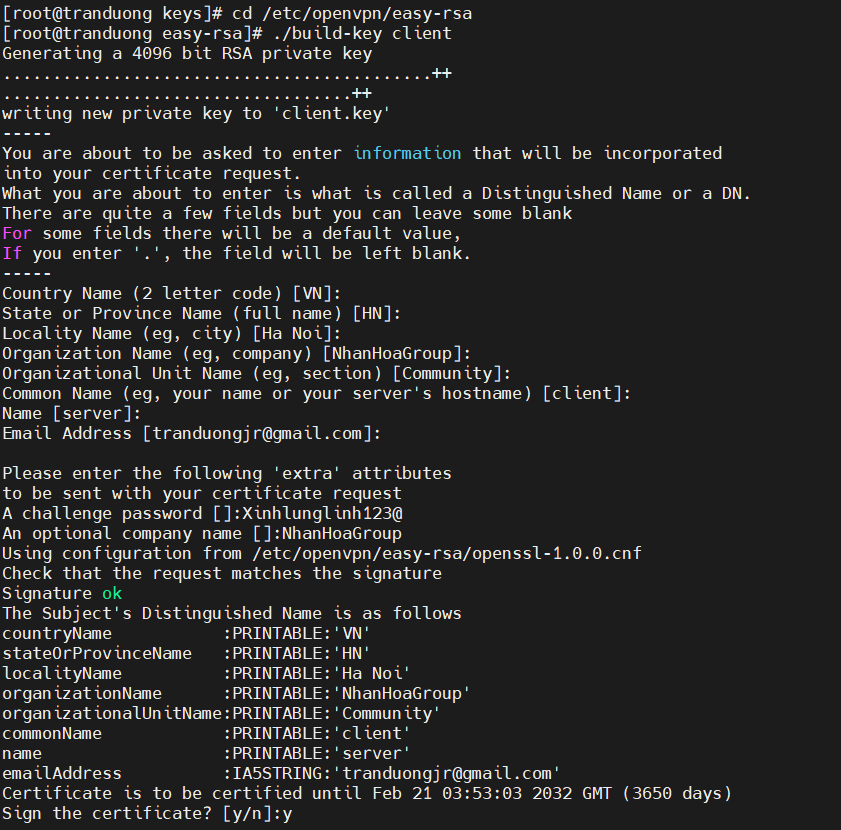 [root@tranduong keys]# cd /etc/openvpn/easy-rsa
[root@tranduong easy-rsa]# ./build-key client
Generating a 4096 bit RSA private key
...........................................++
...................................++
writing new private key to 'client.key'
-----
You are about to be asked to enter information that will be incorporated
into your certificate request.
What you are about to enter is what is called a Distinguished Name or a DN.
There are quite a few fields but you can leave some blank
For some fields there will be a default value,
If you enter '.', the field will be left blank.
-----
Country Name (2 letter code) [VN]:
State or Province Name (full name) [HN]:
Locality Name (eg, city) [Ha Noi]:
Organization Name (eg, company) [NhanHoaGroup]:
Organizational Unit Name (eg, section) [Community]:
Common Name (eg, your name or your server's hostname) [client]:
Name [server]:
Email Address [tranduongjr@gmail.com]:
Please enter the following 'extra' attributes
to be sent with your certificate request
A challenge password []:Xinhlunglinh123@
An optional company name []:NhanHoaGroup
Using configuration from /etc/openvpn/easy-rsa/openssl-1.0.0.cnf
Check that the request matches the signature
Signature ok
The Subject's Distinguished Name is as follows
countryName           :PRINTABLE:'VN'
stateOrProvinceName   :PRINTABLE:'HN'
localityName          :PRINTABLE:'Ha Noi'
organizationName      :PRINTABLE:'NhanHoaGroup'
organizationalUnitName:PRINTABLE:'Community'
commonName            :PRINTABLE:'client'
name                  :PRINTABLE:'server'
emailAddress          :IA5STRING:'tranduongjr@gmail.com'
Certificate is to be certified until Feb 21 03:53:03 2032 GMT (3650 days)
Sign the certificate? [y/n]:y